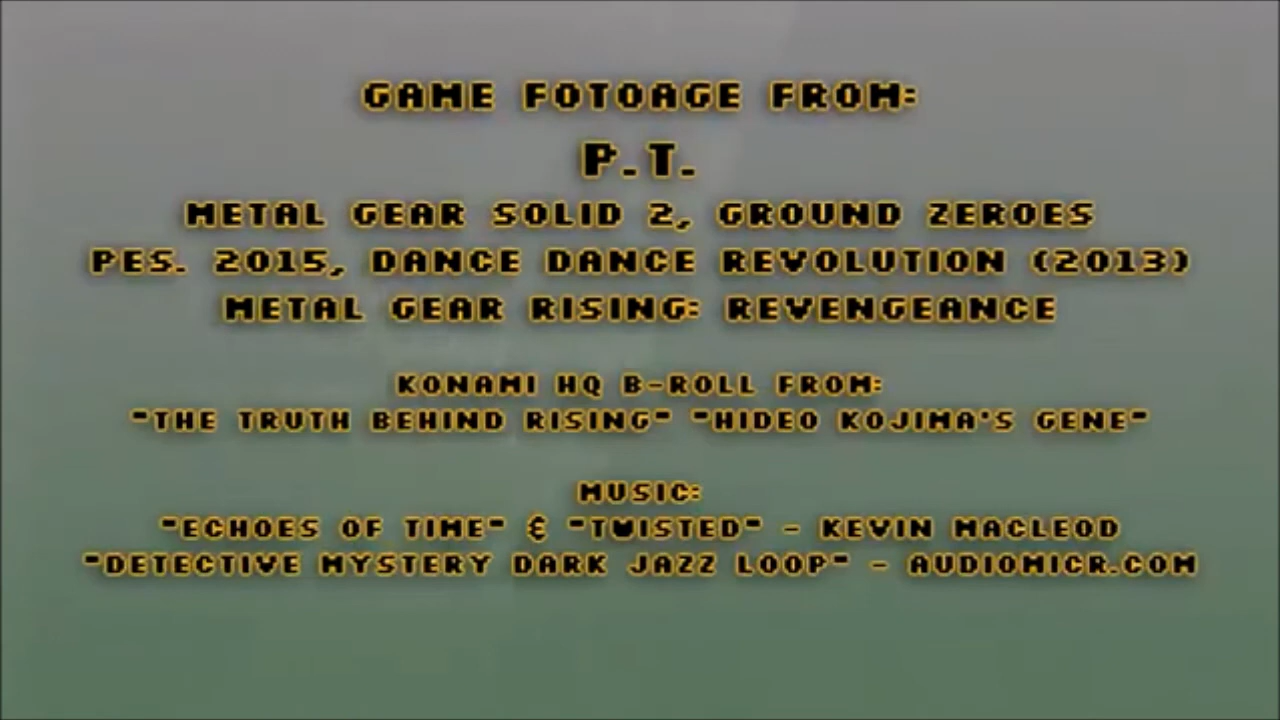 GAME FOTOAGE FROM:
P.T.
METAL GEAR SOLID 2, GROUND ZEROES
PES. 2015, DANCE DANCE REVOLUTION (2013)
METAL GEAR RISING: REVENGEANCE
KONAMI HQ B-ROLL FROM:
"THE TRUTH BEHIND RISING" "HIDEO KOJIMA'S GENE"
MUSIC:
"ECHOES OF TIME" & "TWISTED" - KEVIN MACLEOD
"DETECTIVE MYSTERY DARK JAZZ LOOP" - AUDIOMICR.COM